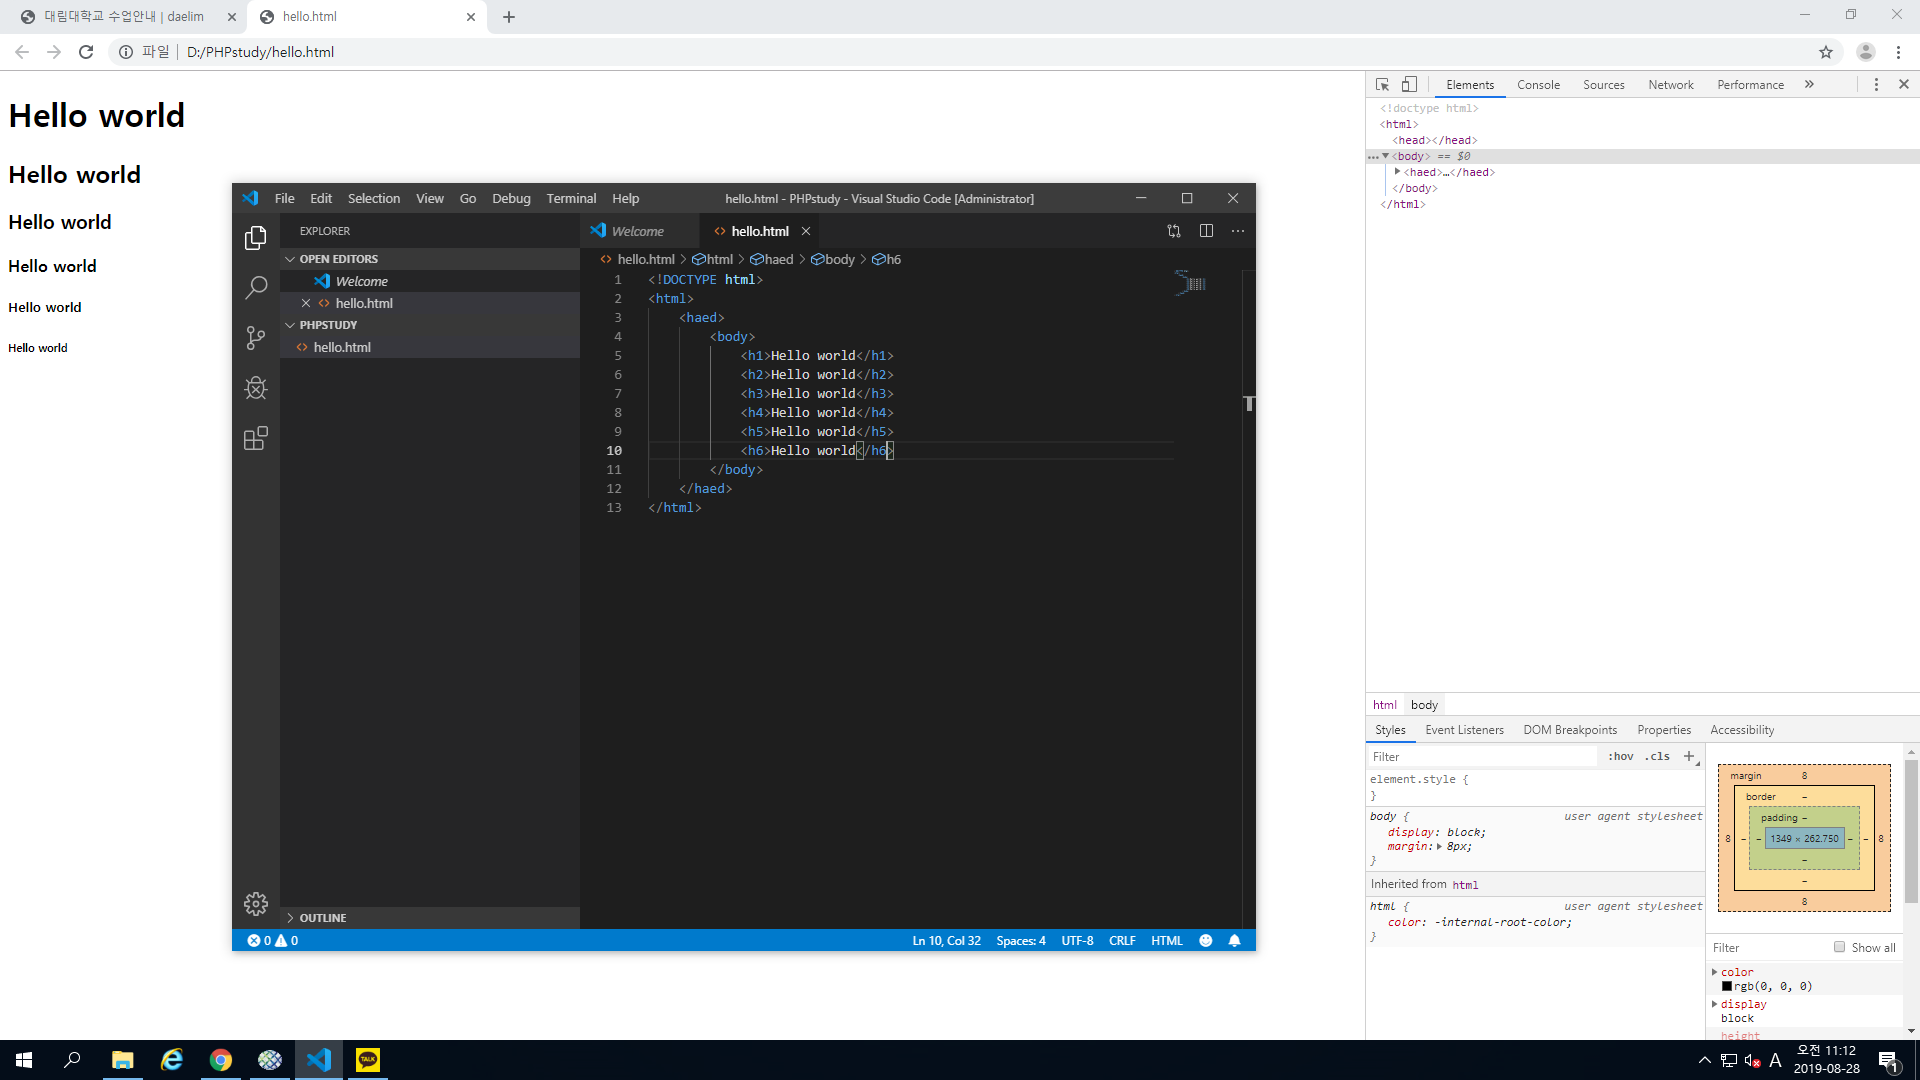 대림대학교 수업안내 | daelim
hello.html
파일 | D:/PHPstudy/hello.html
Hello world
Hello world
Hello world
Hello world
Hello world
Hello world
File Edit Selection View Go Debug Terminal Help
hello.html - PHPstudy - Visual Studio Code [Administrator]
EXPLORER
OPEN EDITORS
Welcome
hello.html
PHPSTUDY
hello.html
OUTLINE
Welcome
hello.html
hello.html > html > haed > body > h6
1 <!DOCTYPE html>
2 <html>
3 <haed>
4 <body>
5 <h1>Hello world</h1>
6 <h2>Hello world</h2>
7 <h3>Hello world</h3>
8 <h4>Hello world</h4>
9 <h5>Hello world</h5>
10 <h6>Hello world</h6>
11 </body>
12 </haed>
13 </html>
0 0
Ln 10, Col 32 Spaces: 4 UTF-8 CRLF HTML
Elements Console Sources Network Performance
<!doctype html>
<html>
<head></head>
<body> == $0
<haed>…</haed>
</body>
</html>
html body
Styles Event Listeners DOM Breakpoints Properties Accessibility
Filter :hov .cls +
element.style {
}
body { user agent stylesheet
display: block;
margin: 8px;
}
Inherited from html
html { user agent stylesheet
color: -internal-root-color;
}
margin 8
border –
padding –
8 – – 1349 × 262.750 – – 8
–
–
8
Filter Show all
color
rgb(0, 0, 0)
display
block
height
TALK
A
오전 11:12
2019-08-28
1